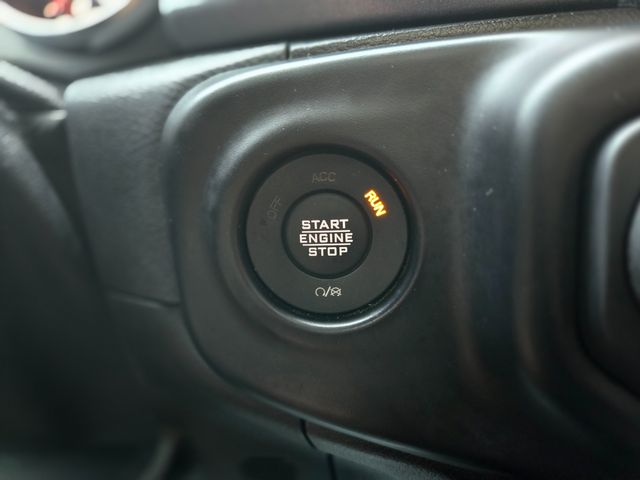 ACC
OFF
RUN
START
ENGINE
STOP